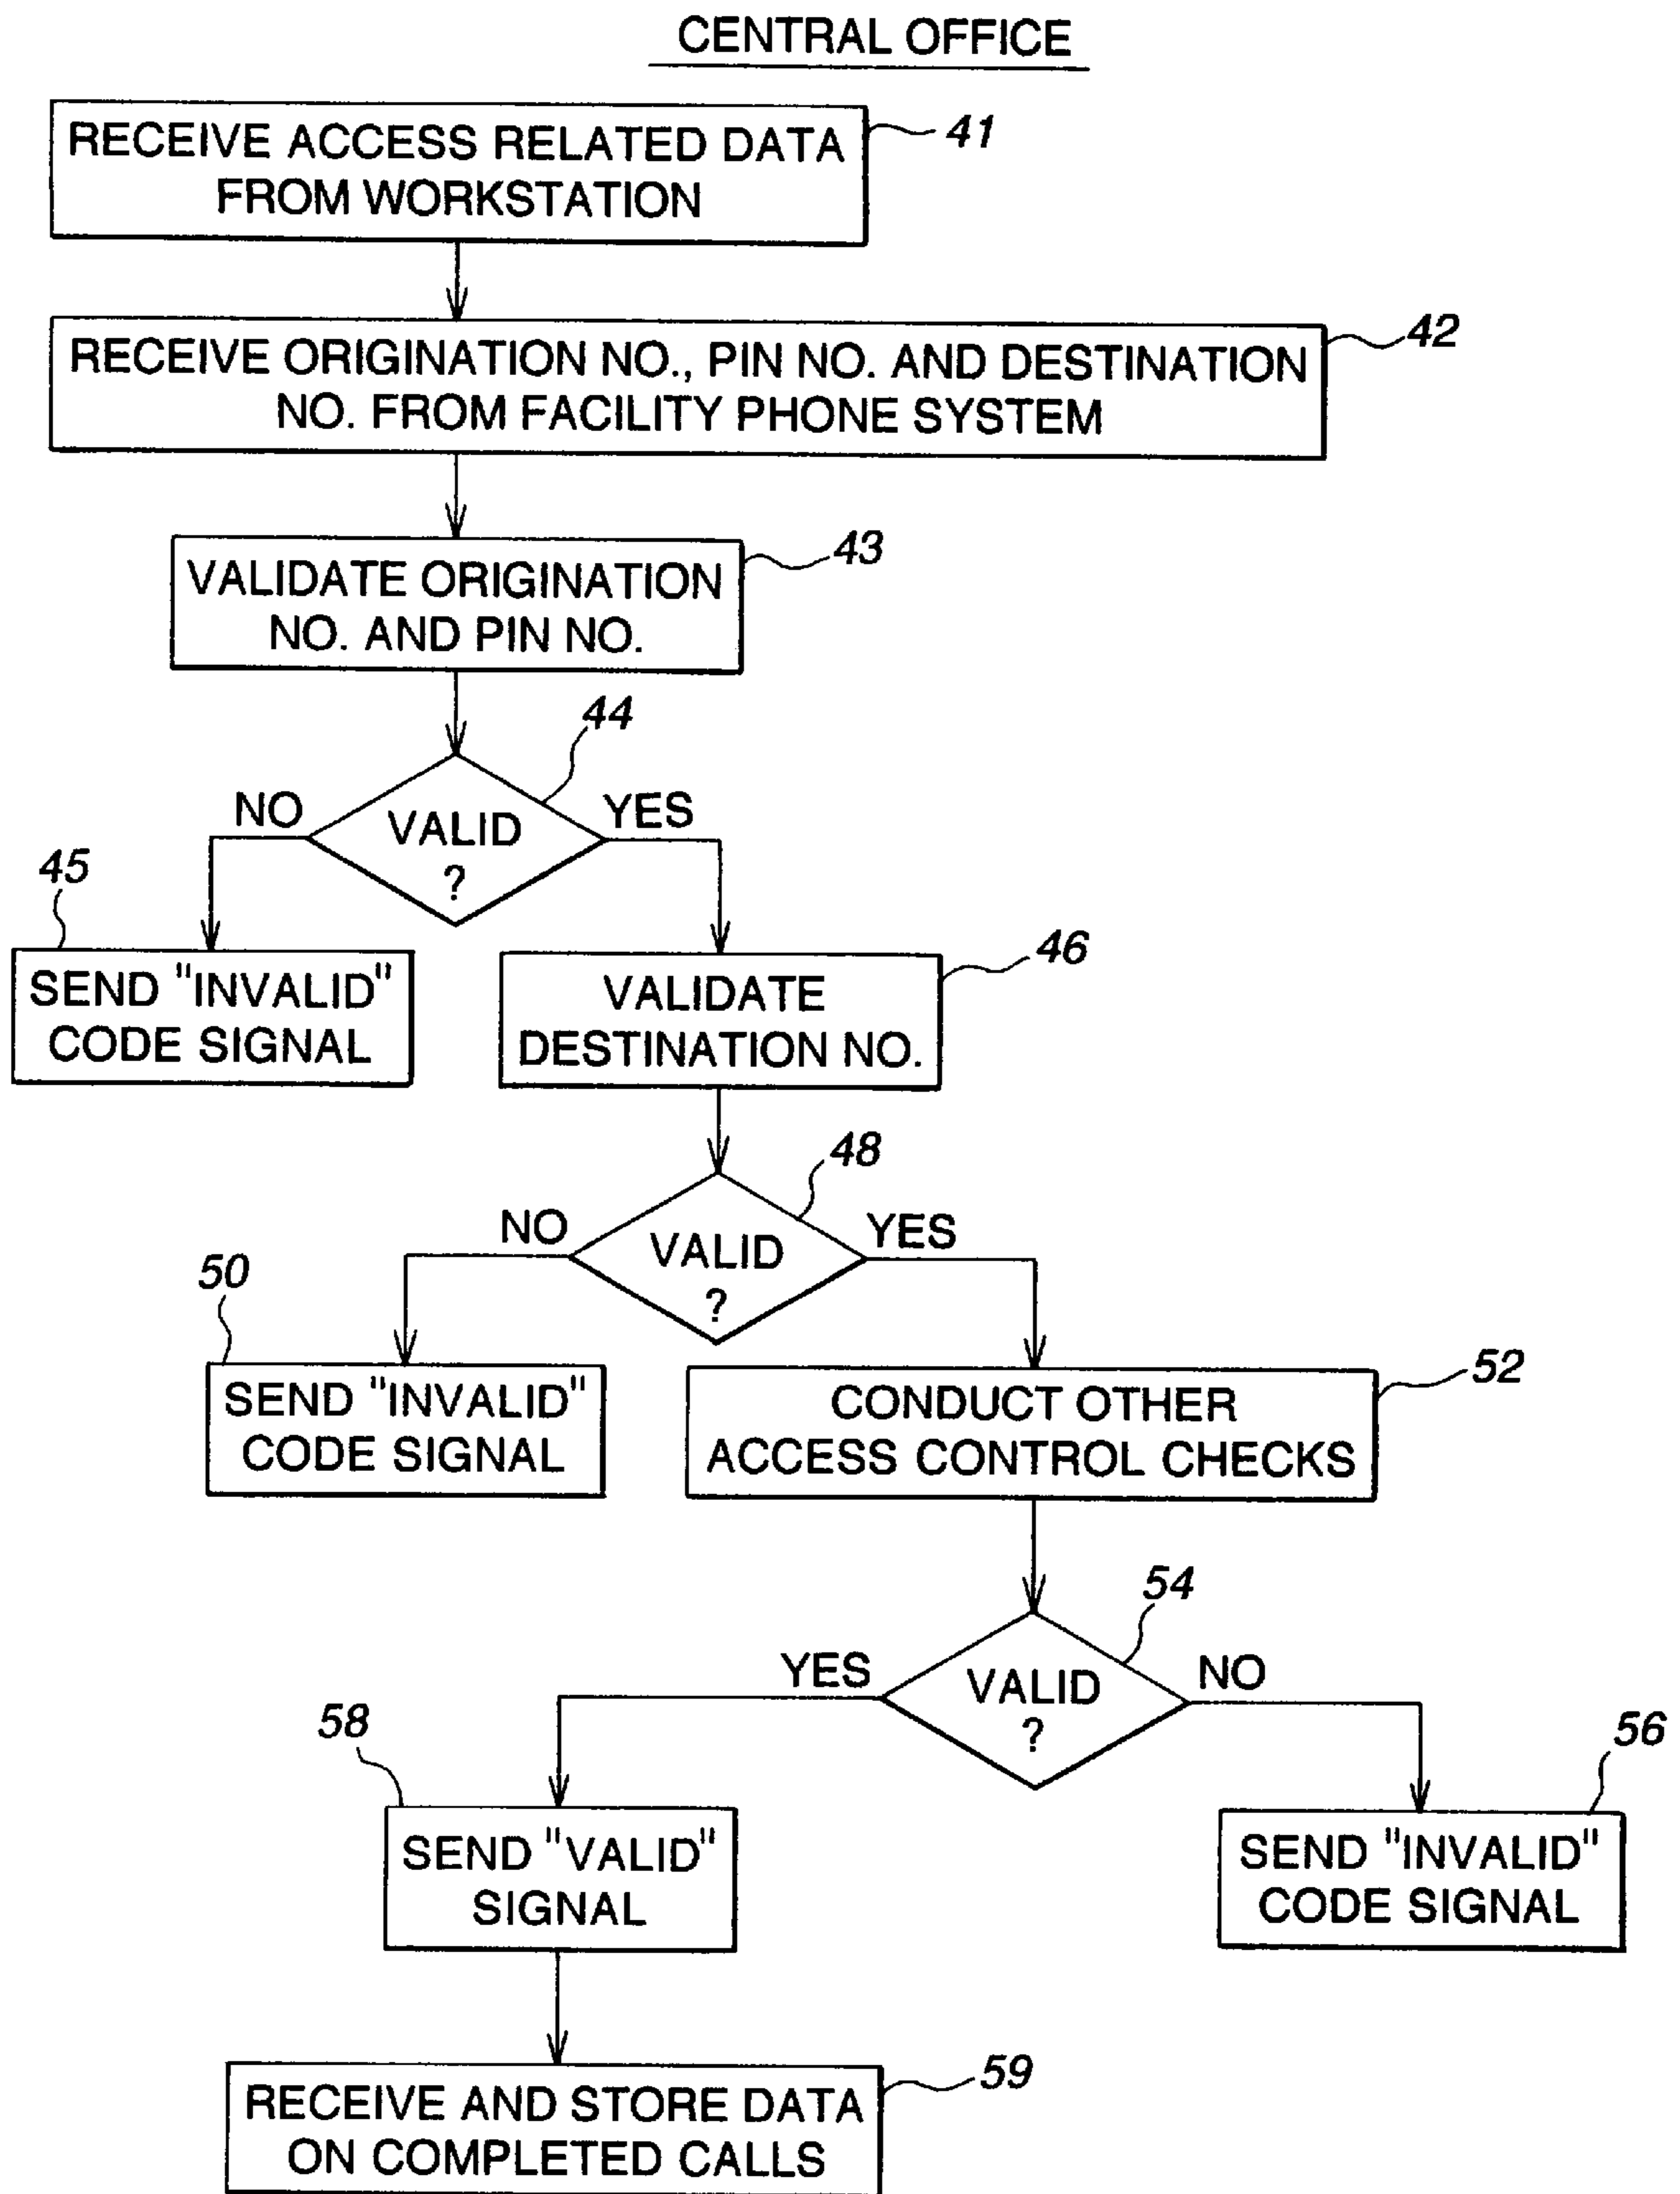 CENTRAL OFFICE
RECEIVE ACCESS RELATED DATA
FROM WORKSTATION
41
RECEIVE ORIGINATION NO., PIN NO. AND DESTINATION
NO. FROM FACILITY PHONE SYSTEM
42
VALIDATE ORIGINATION
NO. AND PIN NO.
43
44
NO
VALID
?
YES
45
SEND "INVALID"
CODE SIGNAL
46
VALIDATE
DESTINATION NO.
48
NO
VALID
?
YES
50
SEND "INVALID"
CODE SIGNAL
52
CONDUCT OTHER
ACCESS CONTROL CHECKS
54
YES
VALID
?
NO
58
SEND "VALID"
SIGNAL
56
SEND "INVALID"
CODE SIGNAL
59
RECEIVE AND STORE DATA
ON COMPLETED CALLS